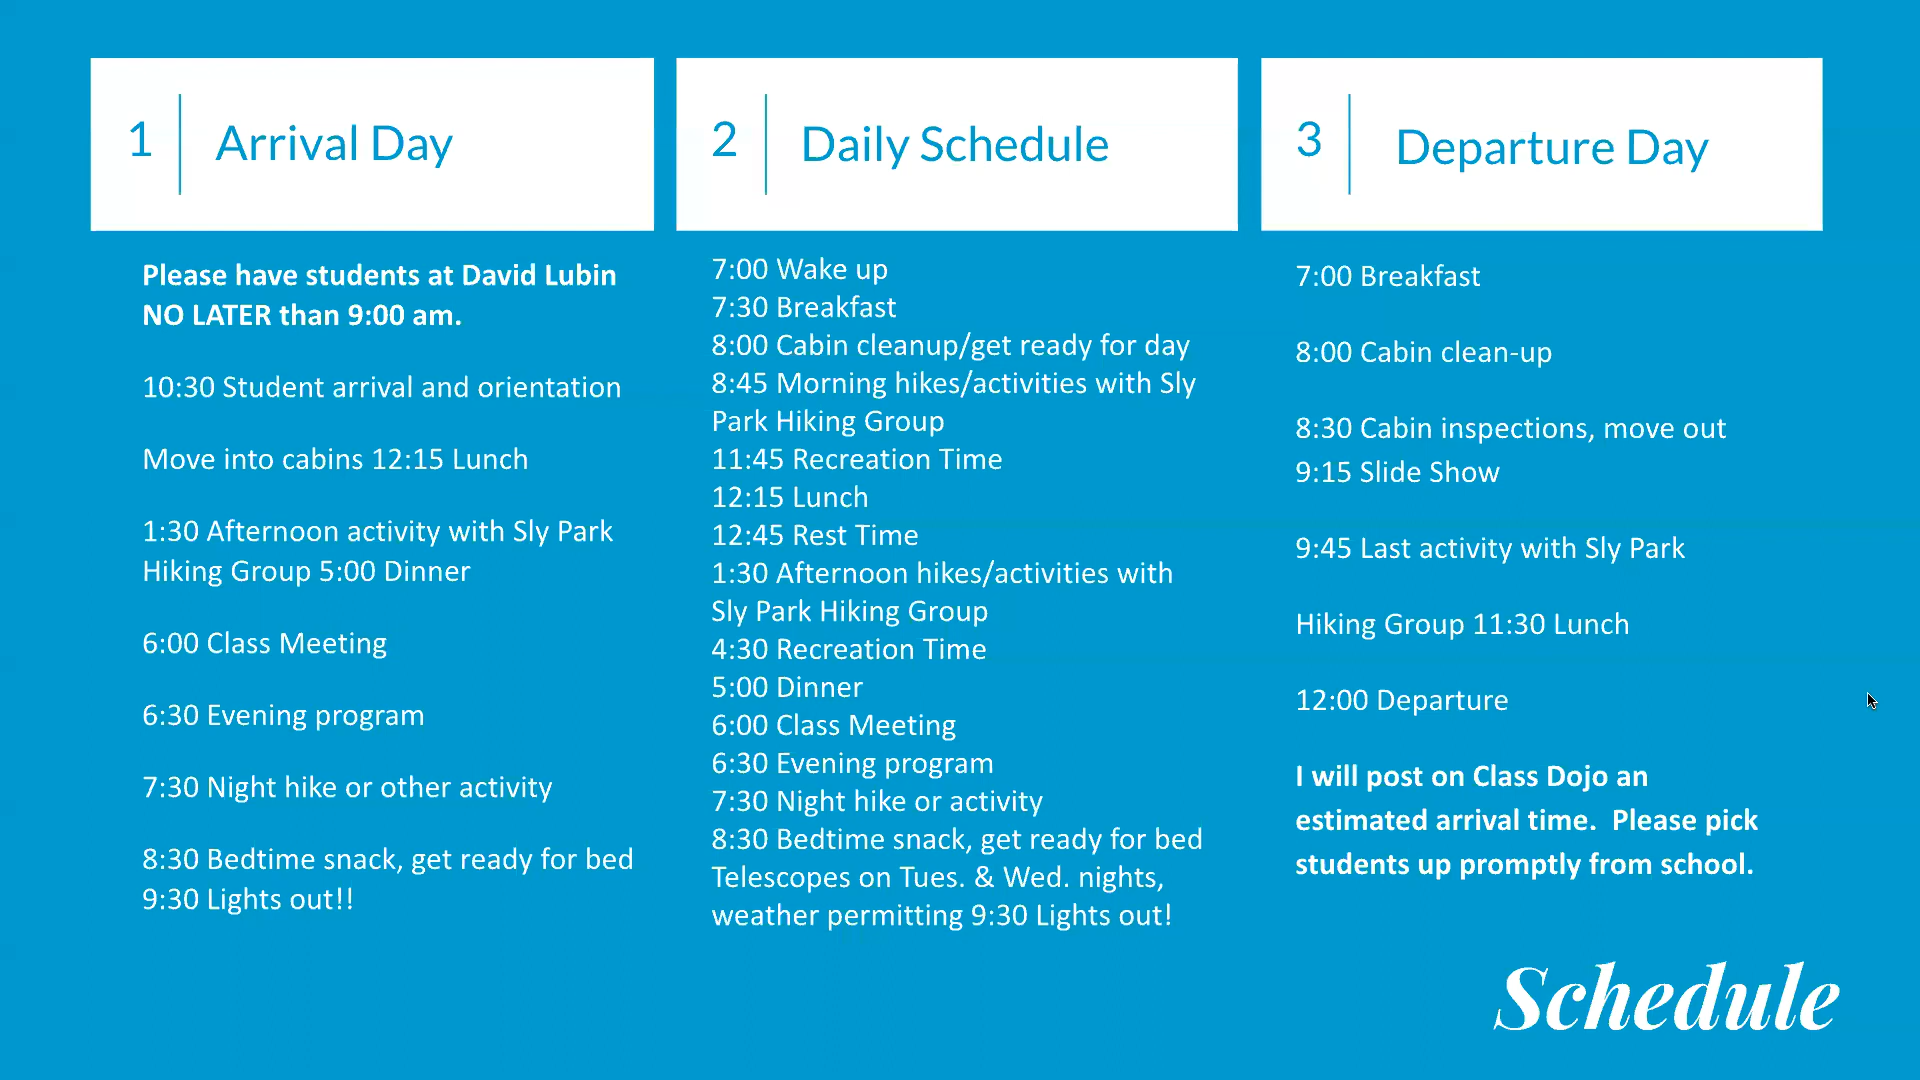 1 Arrival Day
Please have students at David Lubin
NO LATER than 9:00 am.
10:30 Student arrival and orientation
Move into cabins 12:15 Lunch
1:30 Afternoon activity with Sly Park
Hiking Group 5:00 Dinner
6:00 Class Meeting
6:30 Evening program
7:30 Night hike or other activity
8:30 Bedtime snack, get ready for bed
9:30 Lights out!!
2 Daily Schedule
7:00 Wake up
7:30 Breakfast
8:00 Cabin cleanup/get ready for day
8:45 Morning hikes/activities with Sly
Park Hiking Group
11:45 Recreation Time
12:15 Lunch
12:45 Rest Time
1:30 Afternoon hikes/activities with
Sly Park Hiking Group
4:30 Recreation Time
5:00 Dinner
6:00 Class Meeting
6:30 Evening program
7:30 Night hike or activity
8:30 Bedtime snack, get ready for bed
Telescopes on Tues. & Wed. nights,
weather permitting 9:30 Lights out!
3 Departure Day
7:00 Breakfast
8:00 Cabin clean-up
8:30 Cabin inspections, move out
9:15 Slide Show
9:45 Last activity with Sly Park
Hiking Group 11:30 Lunch
12:00 Departure
I will post on Class Dojo an
estimated arrival time.  Please pick
students up promptly from school.
Schedule